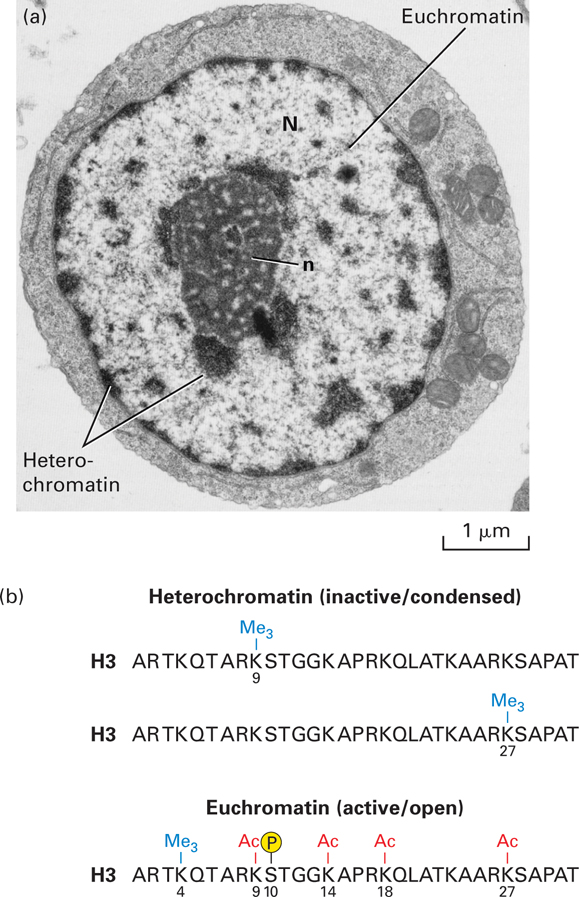 (a)
Euchromatin
N
n
Hetero-
chromatin
1 μm
(b)
Heterochromatin (inactive/condensed)
Me3
H3 ARTKQTARKSTGGKAPRKQLATKAARKSAPAT
9
Me3
H3 ARTKQTARKSTGGKAPRKQLATKAARKSAPAT
27
Euchromatin (active/open)
Me3 Ac P Ac Ac Ac
H3 ARTKQTARKSTGGKAPRKQLATKAARKSAPAT
4 9 10 14 18 27